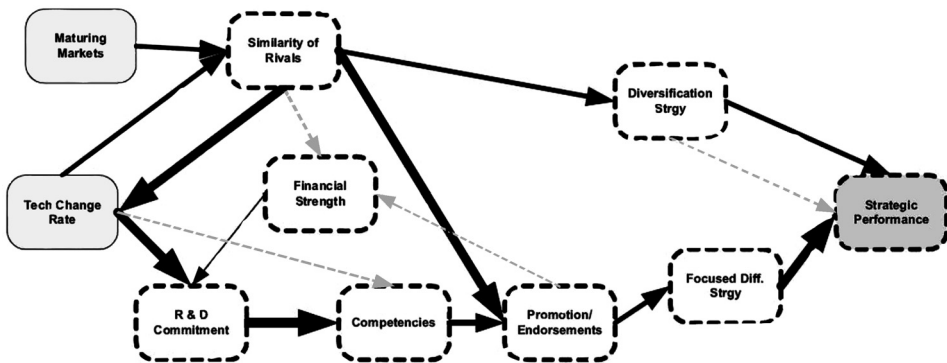 Maturing
Markets
Similarity of
Rivals
Diversification
Strgy
Tech Change
Rate
Financial
Strength
Strategic
Performance
R & D
Commitment
Competencies
Promotion/
Endorsements
Focused Diff.
Strgy